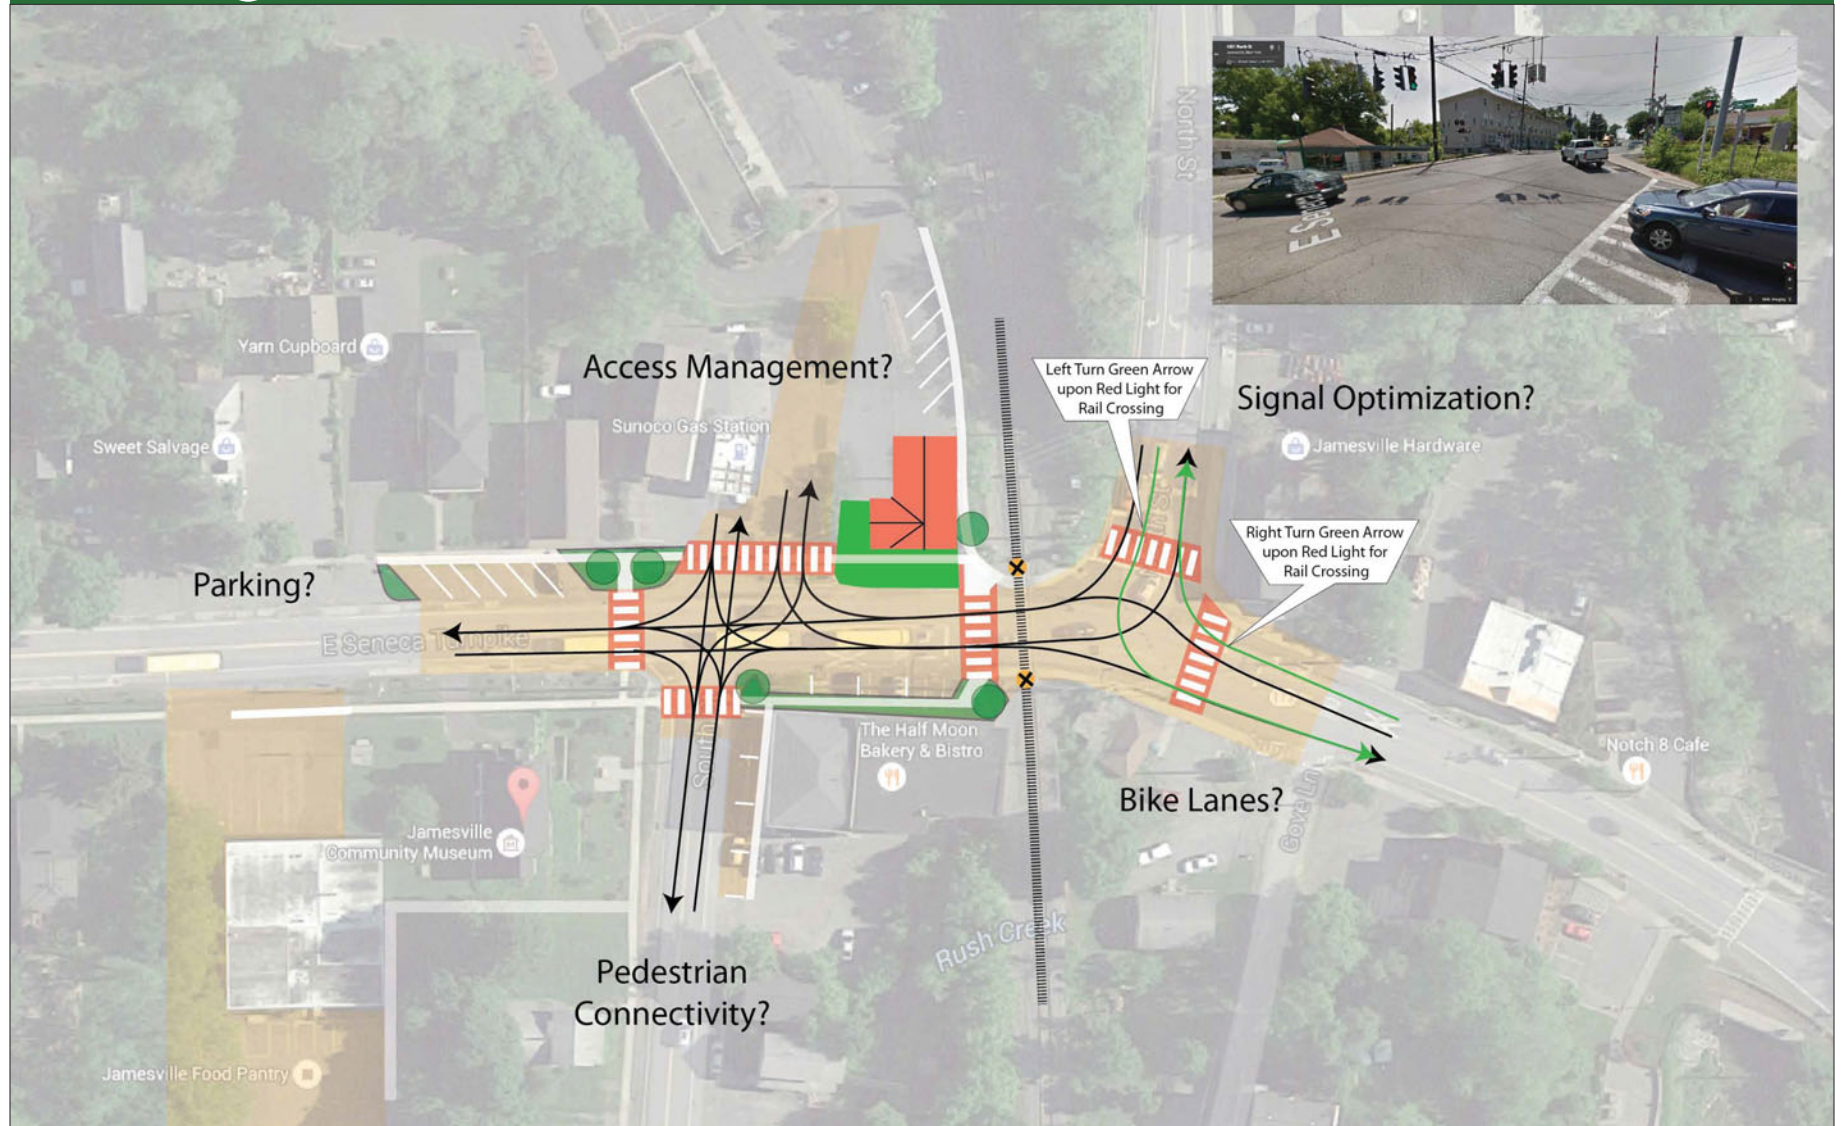 North St
E Sene
Yarn Cupboard
Access Management?
Left Turn Green Arrow
upon Red Light for
Rail Crossing
Signal Optimization?
Sunoco Gas Station
Sweet Salvage
Jamesville Hardware
Right Turn Green Arrow
upon Red Light for
Rail Crossing
Parking?
E Seneca Turnpike
South
The Half Moon
Bakery & Bistro
Notch 8 Cafe
Bike Lanes?
Gove Ln
Jamesville
Community Museum
Rush Creek
Pedestrian
Connectivity?
Jamesville Food Pantry